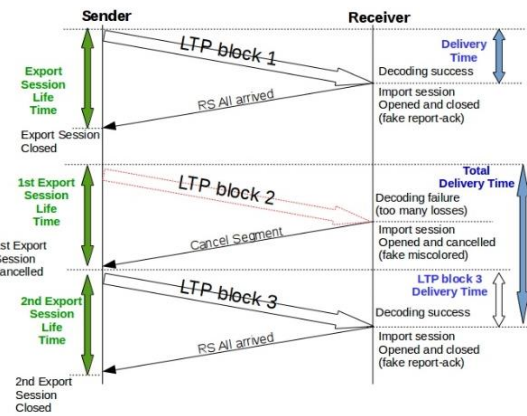 Sender
Receiver
LTP block 1
Delivery
Time
Export
Session
Life
Time
Decoding success
RS All arrived
Import session
Opened and closed
(fake report-ack)
Export Session
Closed
1st Export
Session
Life
Time
LTP block 2
Total
Delivery Time
Decoding failure
(too many losses)
Cancel Segment
Import session
Opened and cancelled
(fake miscolored)
st Export
Session
ancelled
2nd Export
Session
Life
Time
LTP block 3
LTP block 3
Delivery Time
Decoding success
RS All arrived
Import session
Opened and closed
(fake report-ack)
2nd Export
Session
Closed